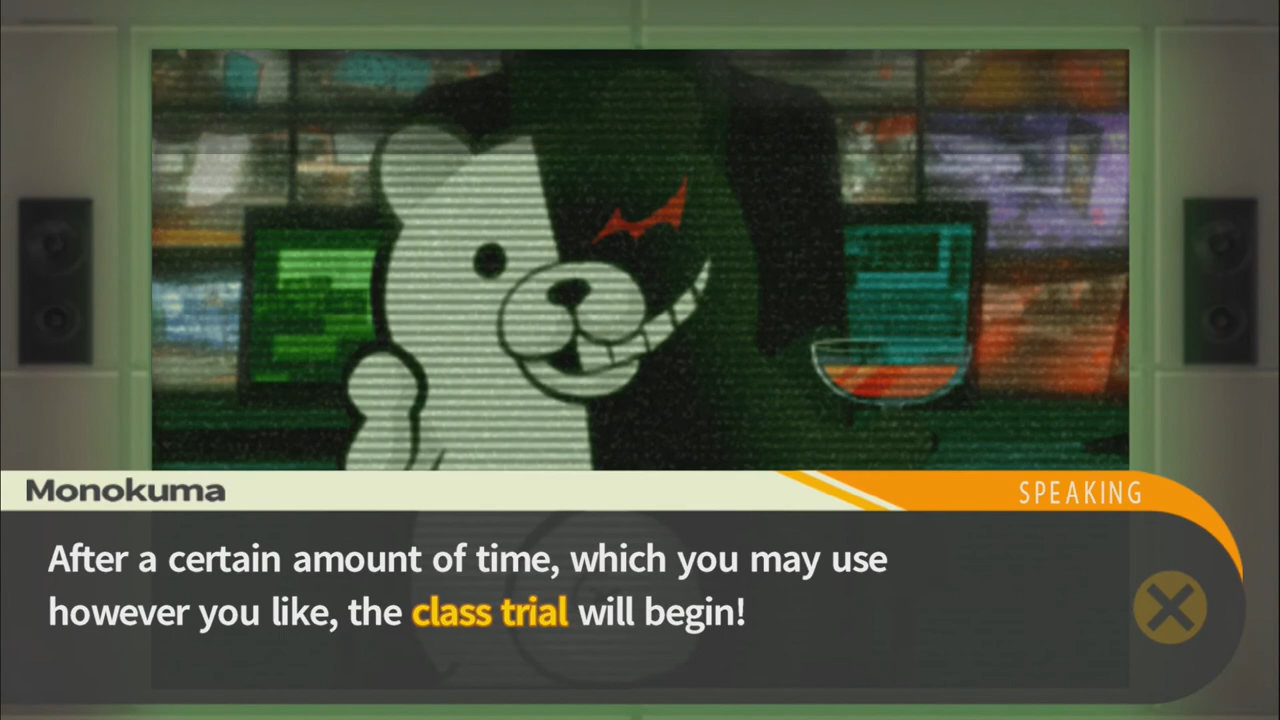 Monokuma
SPEAKING
After a certain amount of time, which you may use
however you like, the class trial will begin!